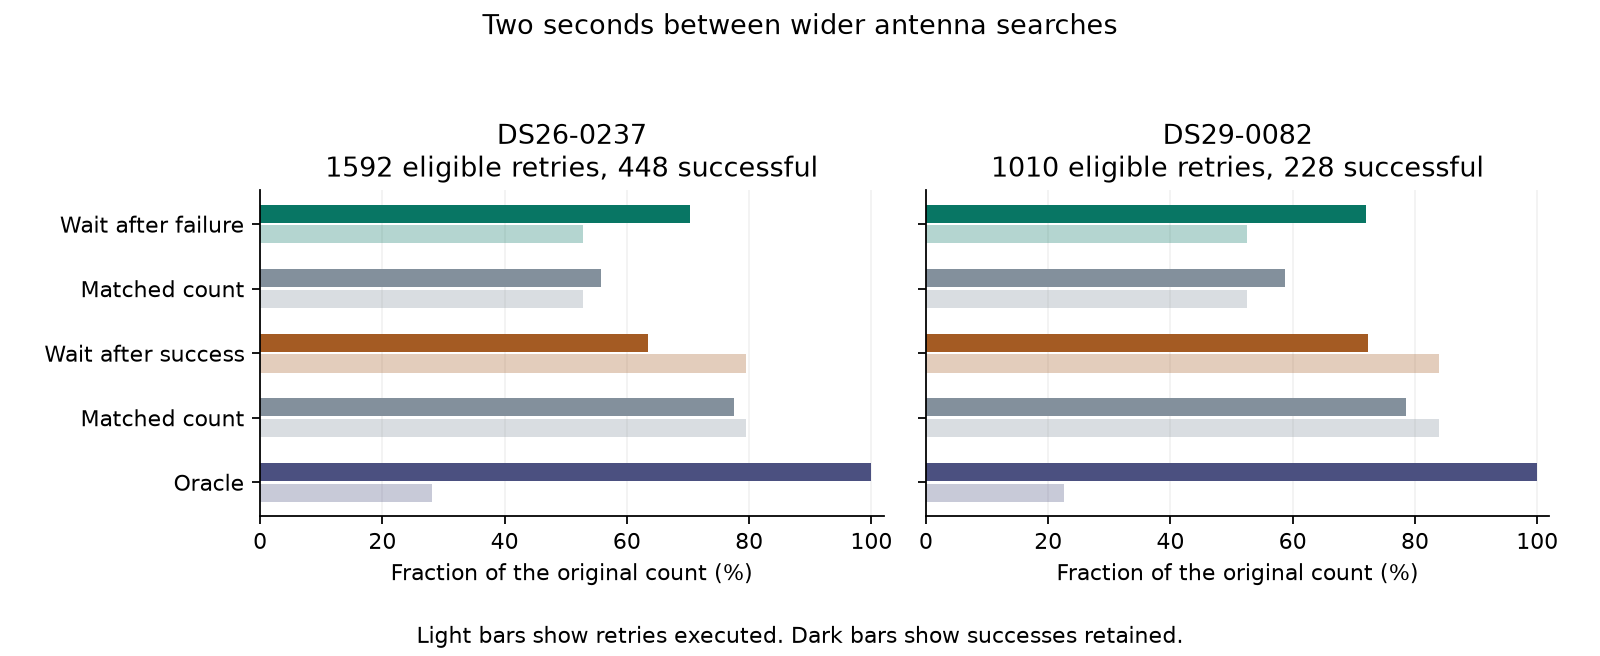 Two seconds between wider antenna searches
DS26-0237
1592 eligible retries, 448 successful
DS29-0082
1010 eligible retries, 228 successful
Wait after failure
Matched count
Wait after success
Matched count
Oracle
0 20 40 60 80 100
0 20 40 60 80 100
Fraction of the original count (%)
Fraction of the original count (%)
Light bars show retries executed. Dark bars show successes retained.